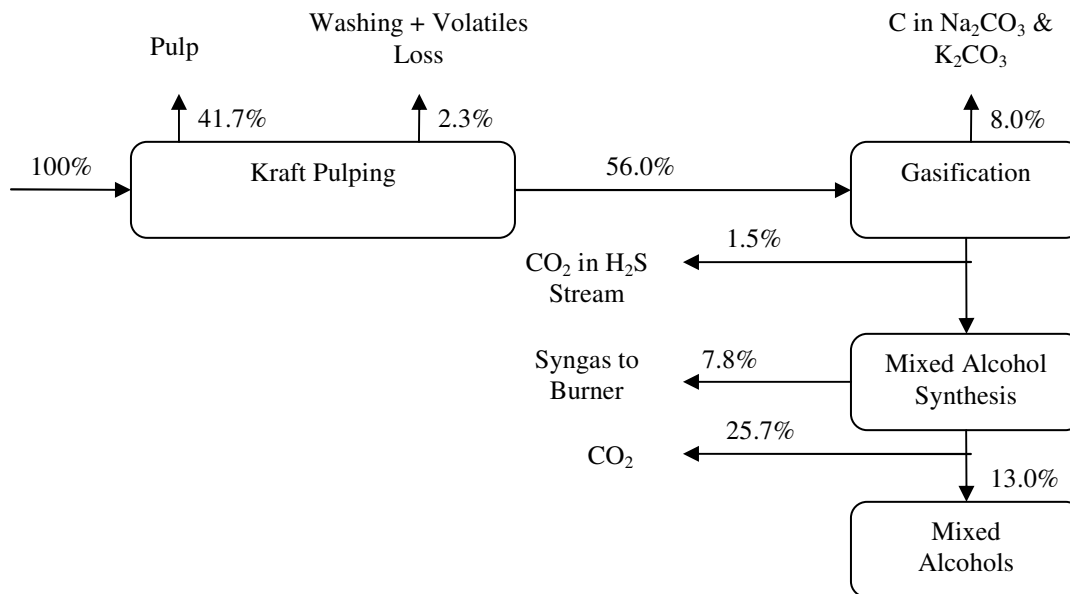 Pulp
Washing + Volatiles
Loss
C in Na₂CO₃ &
K₂CO₃
41.7%
2.3%
8.0%
100%
Kraft Pulping
56.0%
Gasification
1.5%
CO₂ in H₂S
Stream
Syngas to
Burner
7.8%
Mixed Alcohol
Synthesis
25.7%
CO₂
13.0%
Mixed
Alcohols